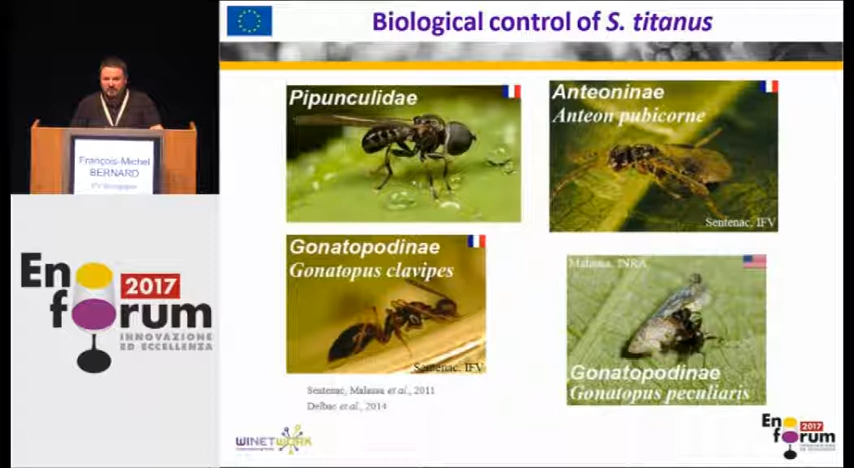 Biological control of S. titanus
Pipunculidae
Anteoninae
Anteon pubicorne
Sentenac, IFV
Gonatopodinae
Gonatopus clavipes
Sentenac, IFV
Malausa, INRA
Gonatopodinae
Gonatopus peculiaris
Sentenac, Malausa et al., 2011
Delbac et al., 2014
WINETWORK
François-Michel
BERNARD
IFV Bourgogne
En
2017
forum
INNOVAZIONE
ED ECCELLENZA
En
2017
forum